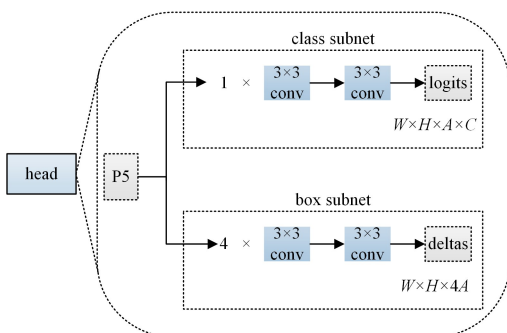 class subnet
1 × 3×3 conv 3×3 conv logits
W×H×A×C
head
P5
box subnet
4 × 3×3 conv 3×3 conv deltas
W×H×4A